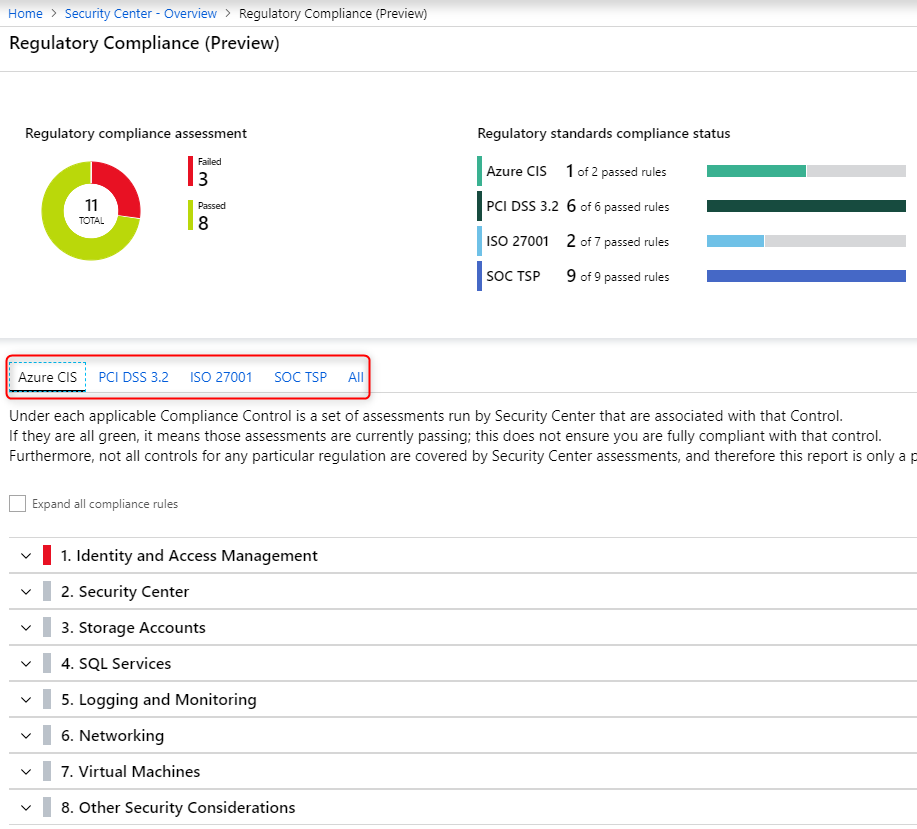 Home > Security Center - Overview > Regulatory Compliance (Preview)
Regulatory Compliance (Preview)
Regulatory compliance assessment
11
TOTAL
Failed
3
Passed
8
Regulatory standards compliance status
Azure CIS 1 of 2 passed rules
PCI DSS 3.2 6 of 6 passed rules
ISO 27001 2 of 7 passed rules
SOC TSP 9 of 9 passed rules
Azure CIS PCI DSS 3.2 ISO 27001 SOC TSP All
Under each applicable Compliance Control is a set of assessments run by Security Center that are associated with that Control.
If they are all green, it means those assessments are currently passing; this does not ensure you are fully compliant with that control.
Furthermore, not all controls for any particular regulation are covered by Security Center assessments, and therefore this report is only a p
Expand all compliance rules
1. Identity and Access Management
2. Security Center
3. Storage Accounts
4. SQL Services
5. Logging and Monitoring
6. Networking
7. Virtual Machines
8. Other Security Considerations